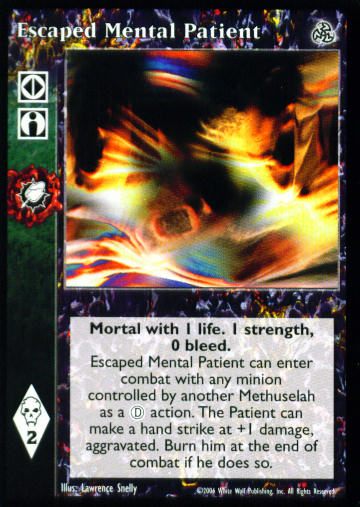 Escaped Mental Patient
Mortal with 1 life. 1 strength,
0 bleed.
Escaped Mental Patient can enter
combat with any minion
controlled by another Methuselah
as a Ⓓ action. The Patient can
make a hand strike at +1 damage,
aggravated. Burn him at the end of
combat if he does so.
2
Illus: Lawrence Snelly
©2006 White Wolf Publishing, Inc. All Rights Reserved